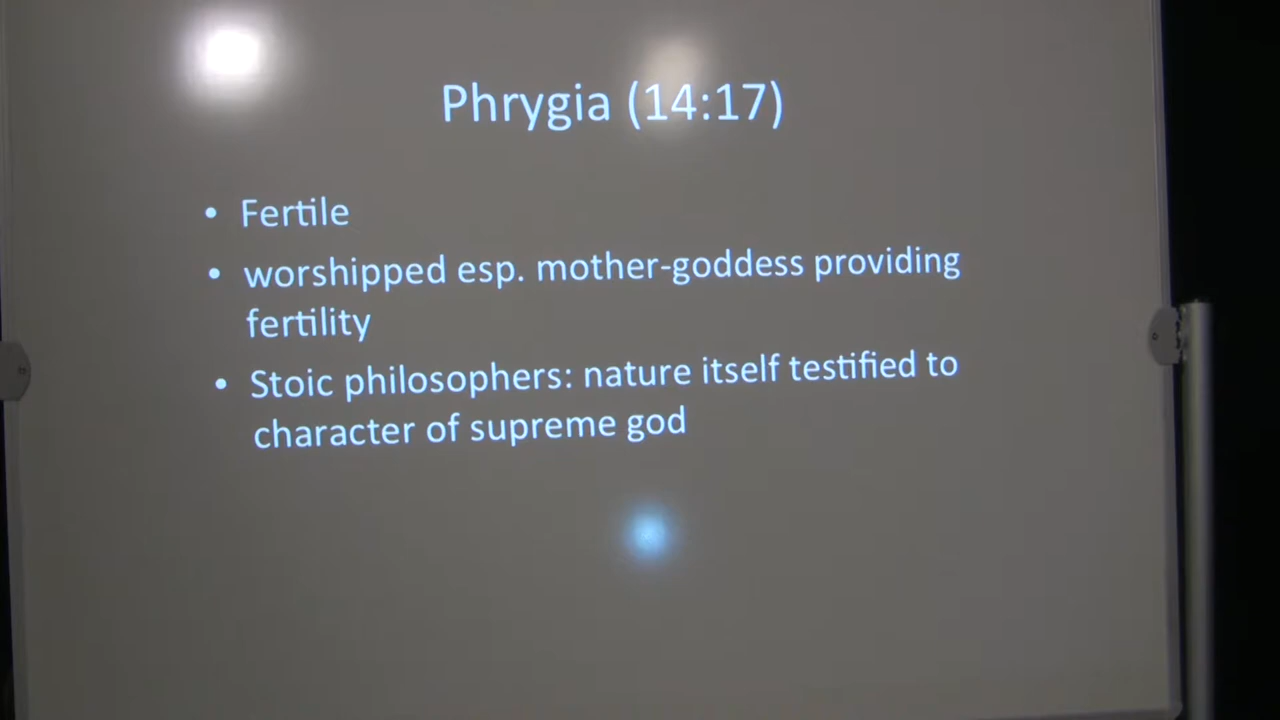 Phrygia (14:17)
• Fertile
• worshipped esp. mother-goddess providing
fertility
• Stoic philosophers: nature itself testified to
character of supreme god